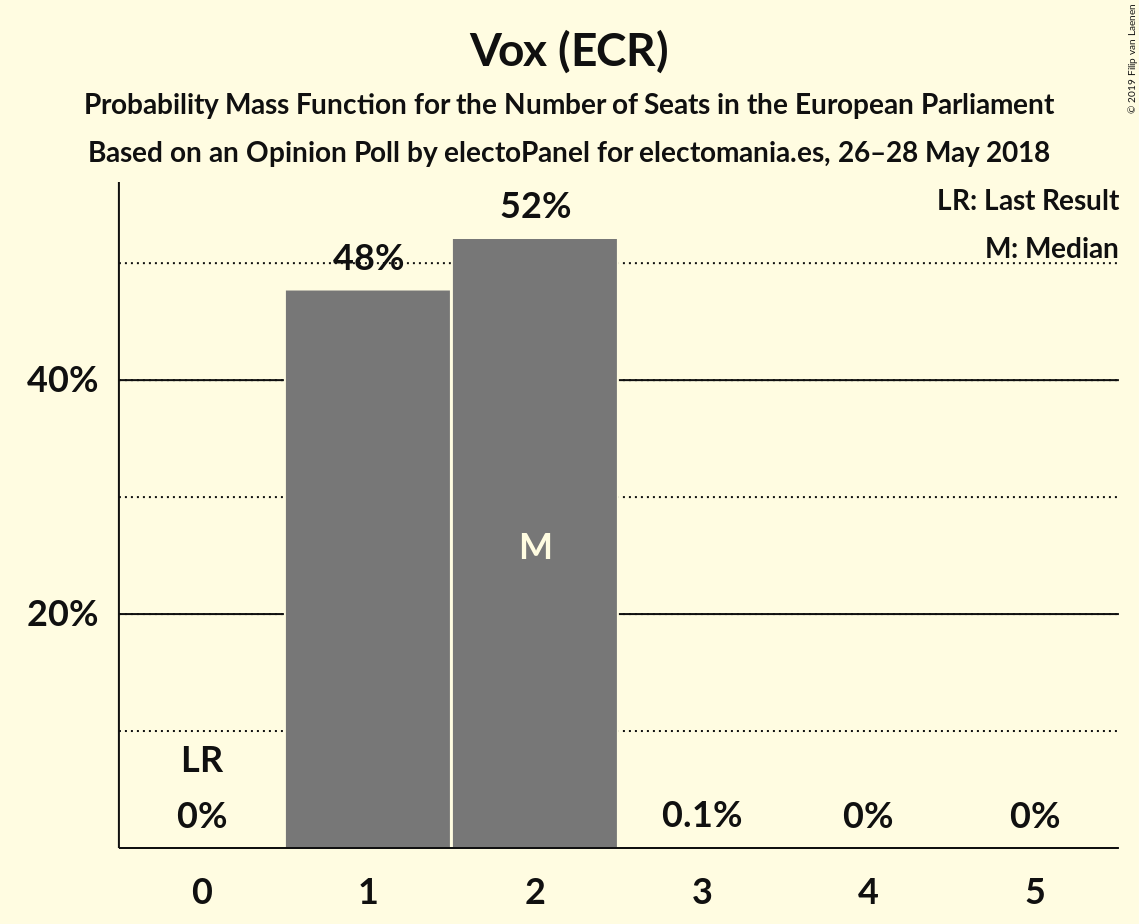 Vox (ECR)
Probability Mass Function for the Number of Seats in the European Parliament
Based on an Opinion Poll by electoPanel for electomania.es, 26–28 May 2018
© 2019 Filip van Laenen
LR: Last Result
M: Median
52%
48%
40%
M
20%
LR
0%
0.1%
0%
0%
0 1 2 3 4 5